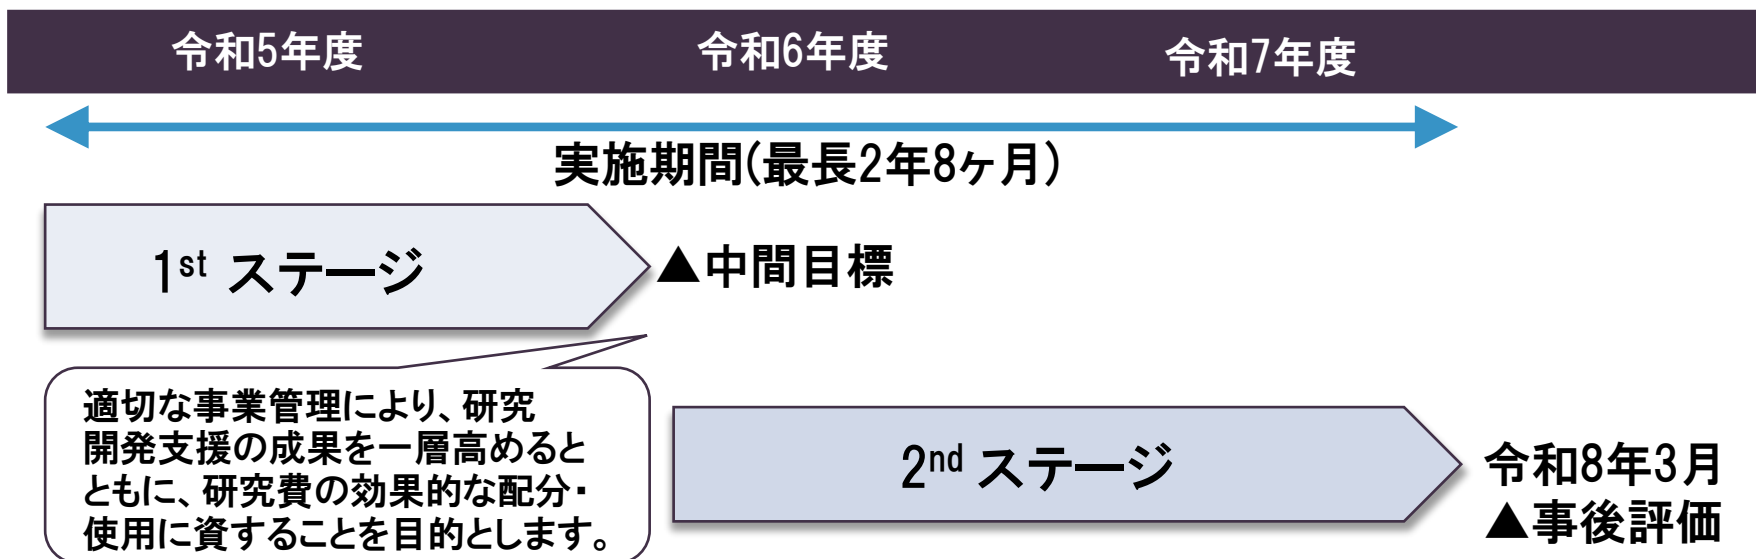 令和5年度
令和6年度
令和7年度
実施期間(最長2年8ヶ月)
1st ステージ
▲中間目標
適切な事業管理により、研究
開発支援の成果を一層高めると
ともに、研究費の効果的な配分・
使用に資することを目的とします。
2nd ステージ
令和8年3月
▲事後評価